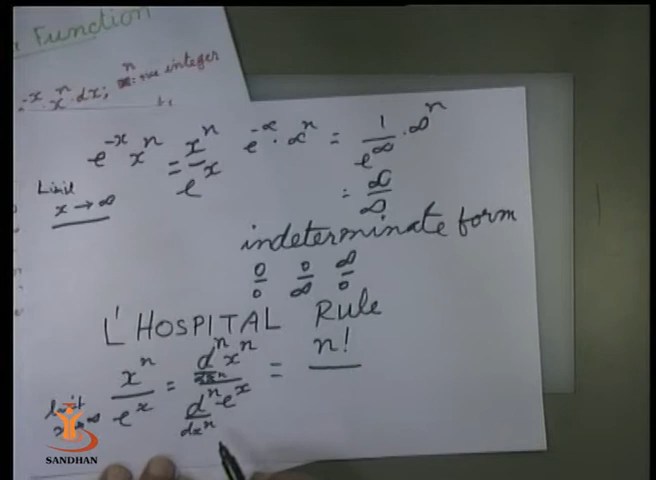 Function
e^{-x} x^n dx; n = +ve integer
e^{-x} x^n = x^n / e^x    e^{-∝} . ∝^n = 1/e^∞ . ∞^n
Limit x → ∞
= ∞/∞
indeterminate form
0/0  0/∞  ∞/0
L'HOSPITAL Rule
limit x → ∞ x^n / e^x = d^n x^n / dx^n / d^n e^x / dx^n = n!
SANDHAN